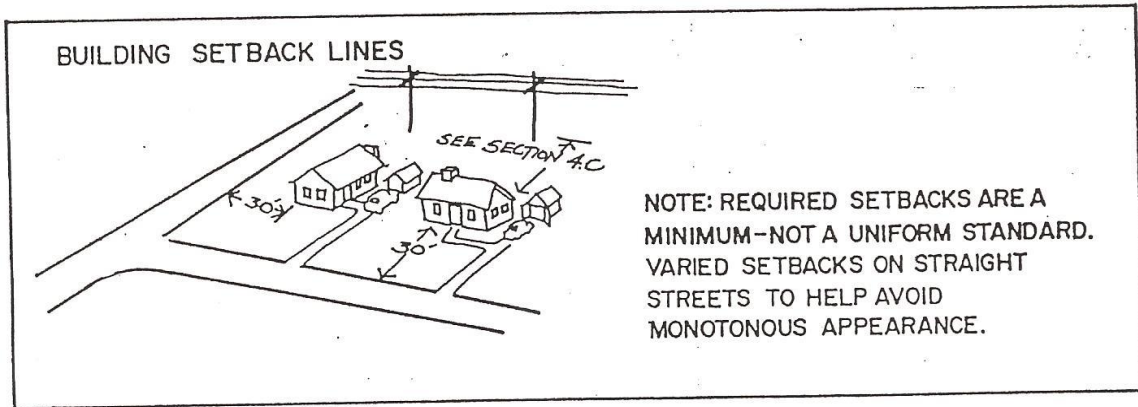 BUILDING SETBACK LINES
SEE SECTION 4.C
30'
30'
NOTE: REQUIRED SETBACKS ARE A
MINIMUM-NOT A UNIFORM STANDARD.
VARIED SETBACKS ON STRAIGHT
STREETS TO HELP AVOID
MONOTONOUS APPEARANCE.